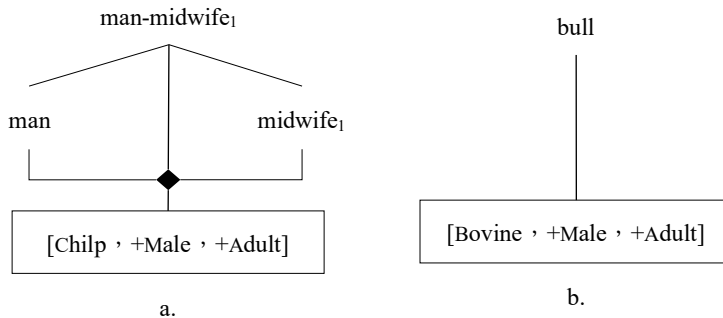 man-midwife₁
man
midwife₁
[Chilp，+Male，+Adult]
a.
bull
[Bovine，+Male，+Adult]
b.